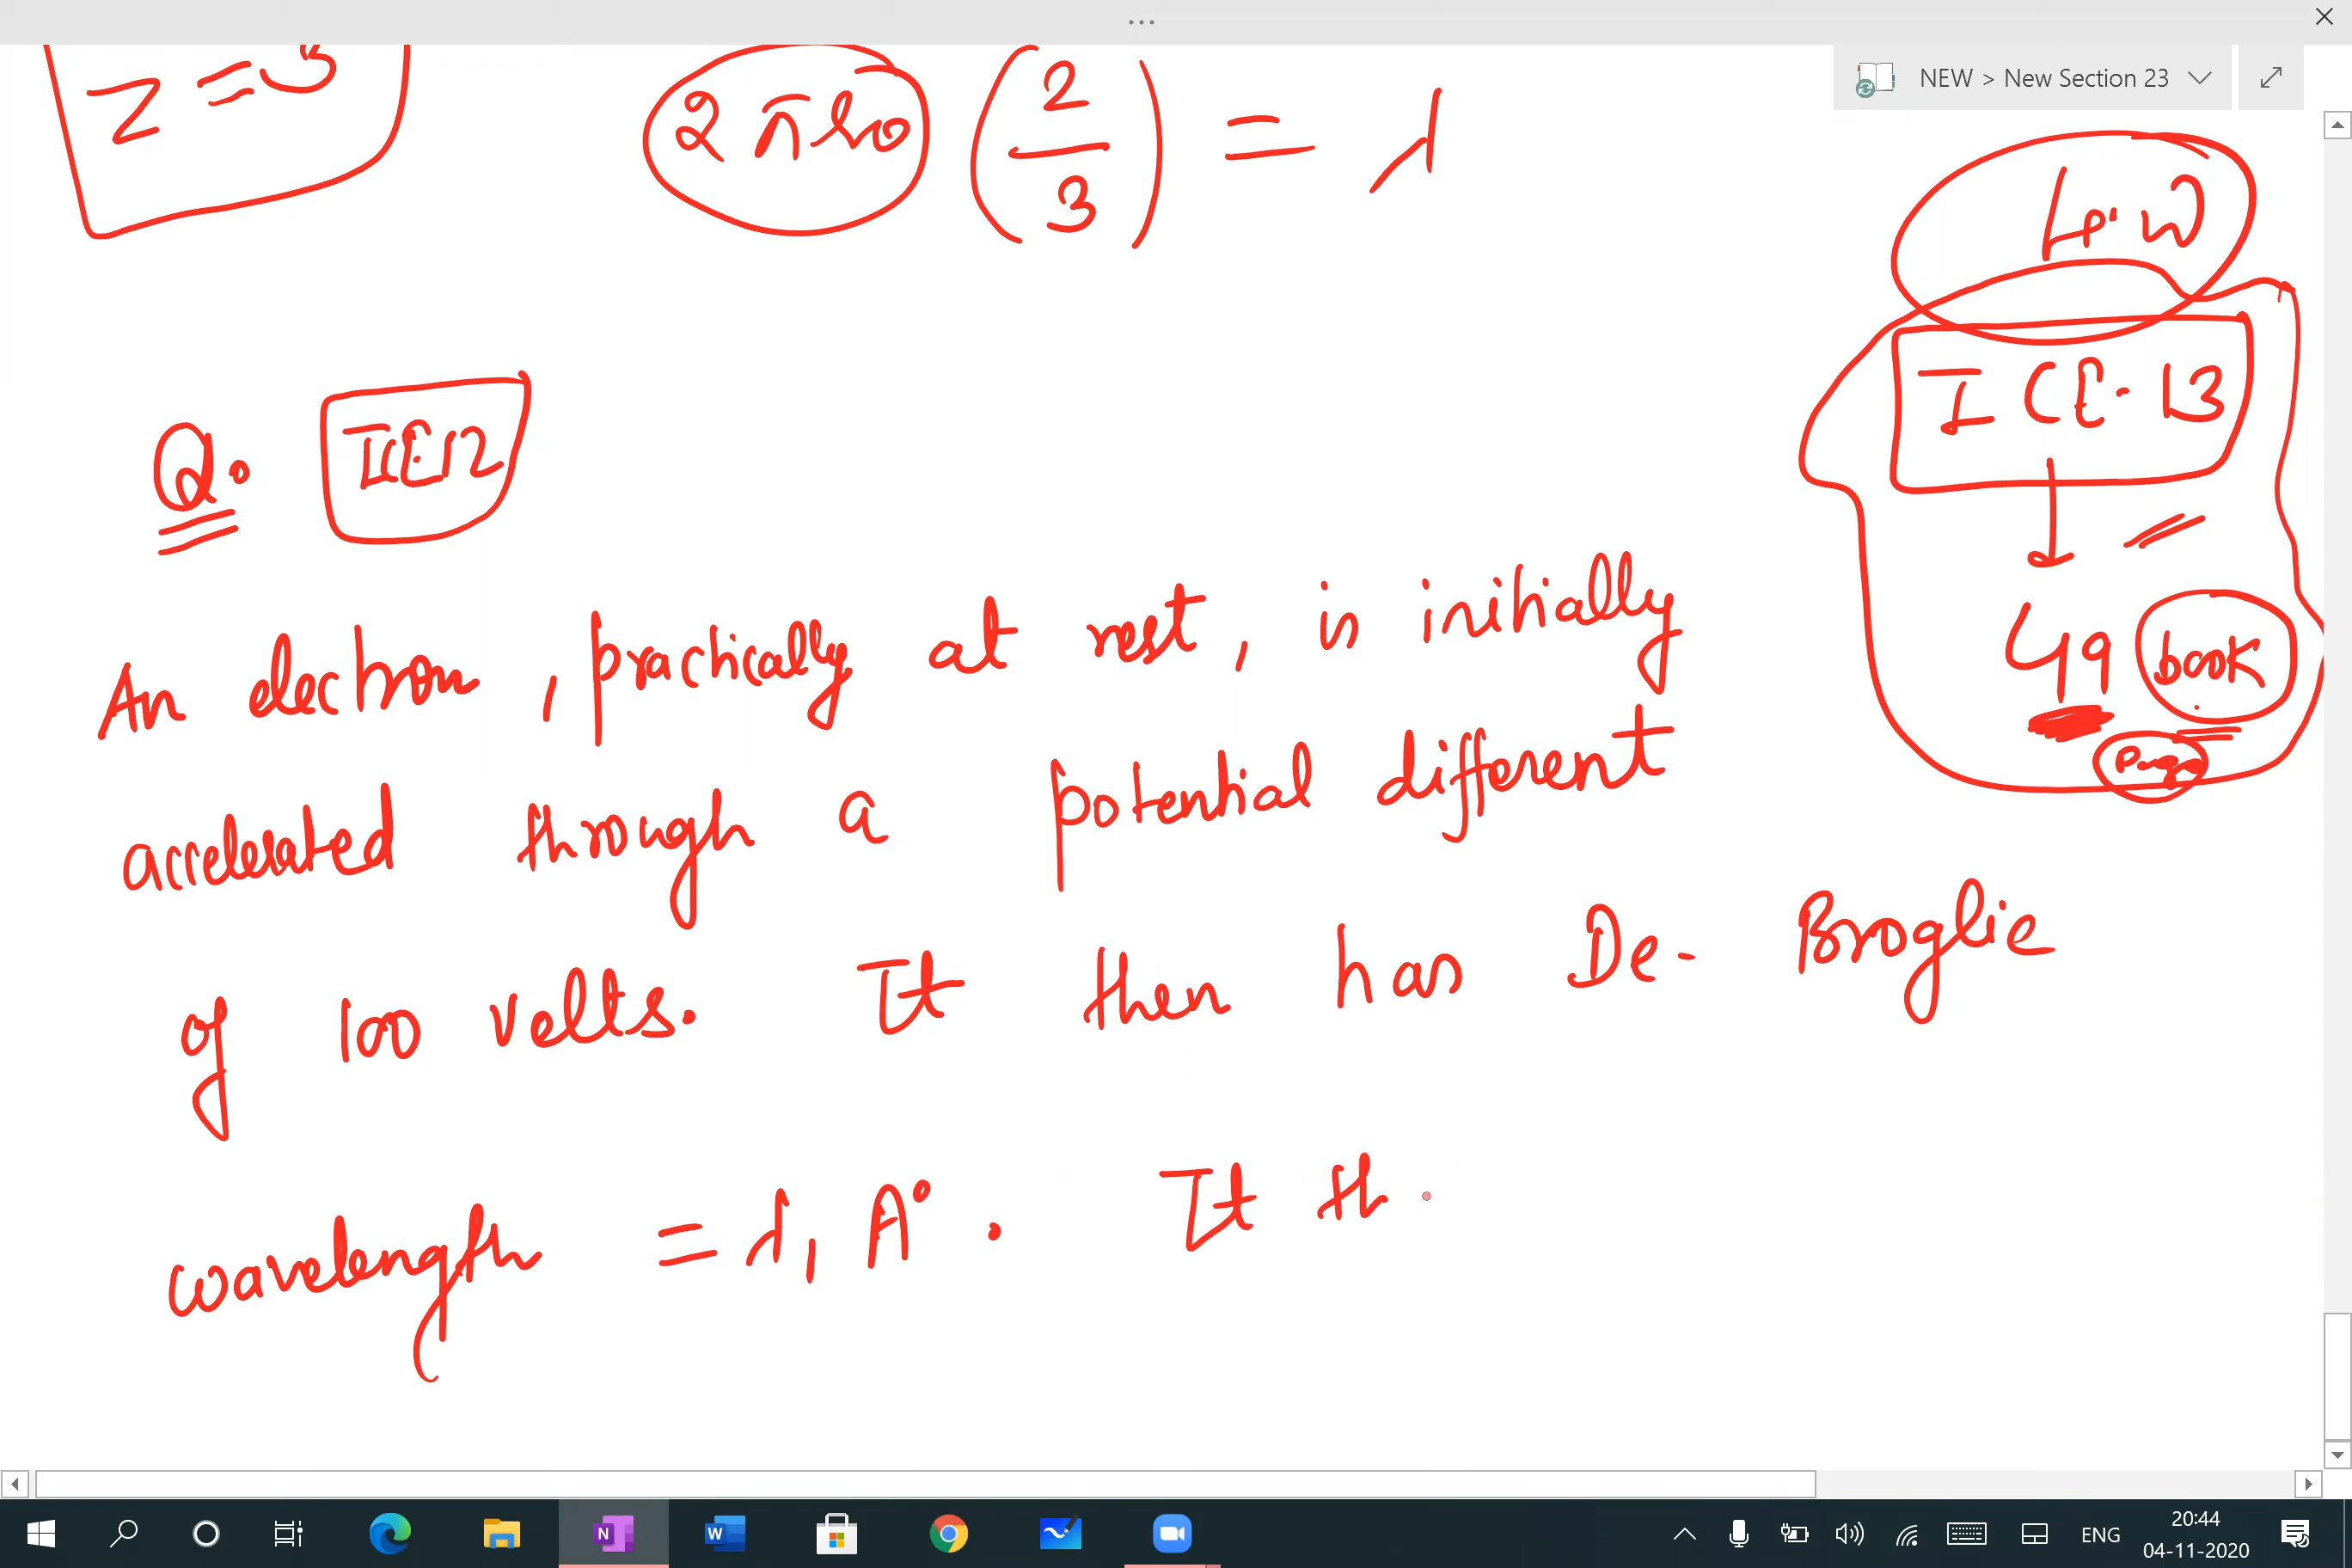 ...
NEW > New Section 23
Z = 3
2πr₀ (2/3) = λ
H.W
ICE-13
49 book
Page
Q. ICE 12
An electron, practically at rest, is initially
accelerated through a potential different
of 100 volts. It then has De-Broglie
wavelength = λ₁ A°. It th
ENG
20:44
04-11-2020